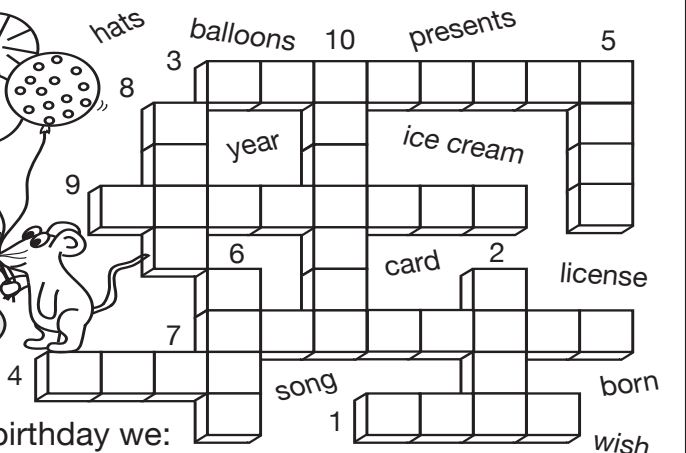 hats balloons 10 presents 5
3
8
year ice cream
9
6 card 2 license
7
4 song born
1
birthday we: wish